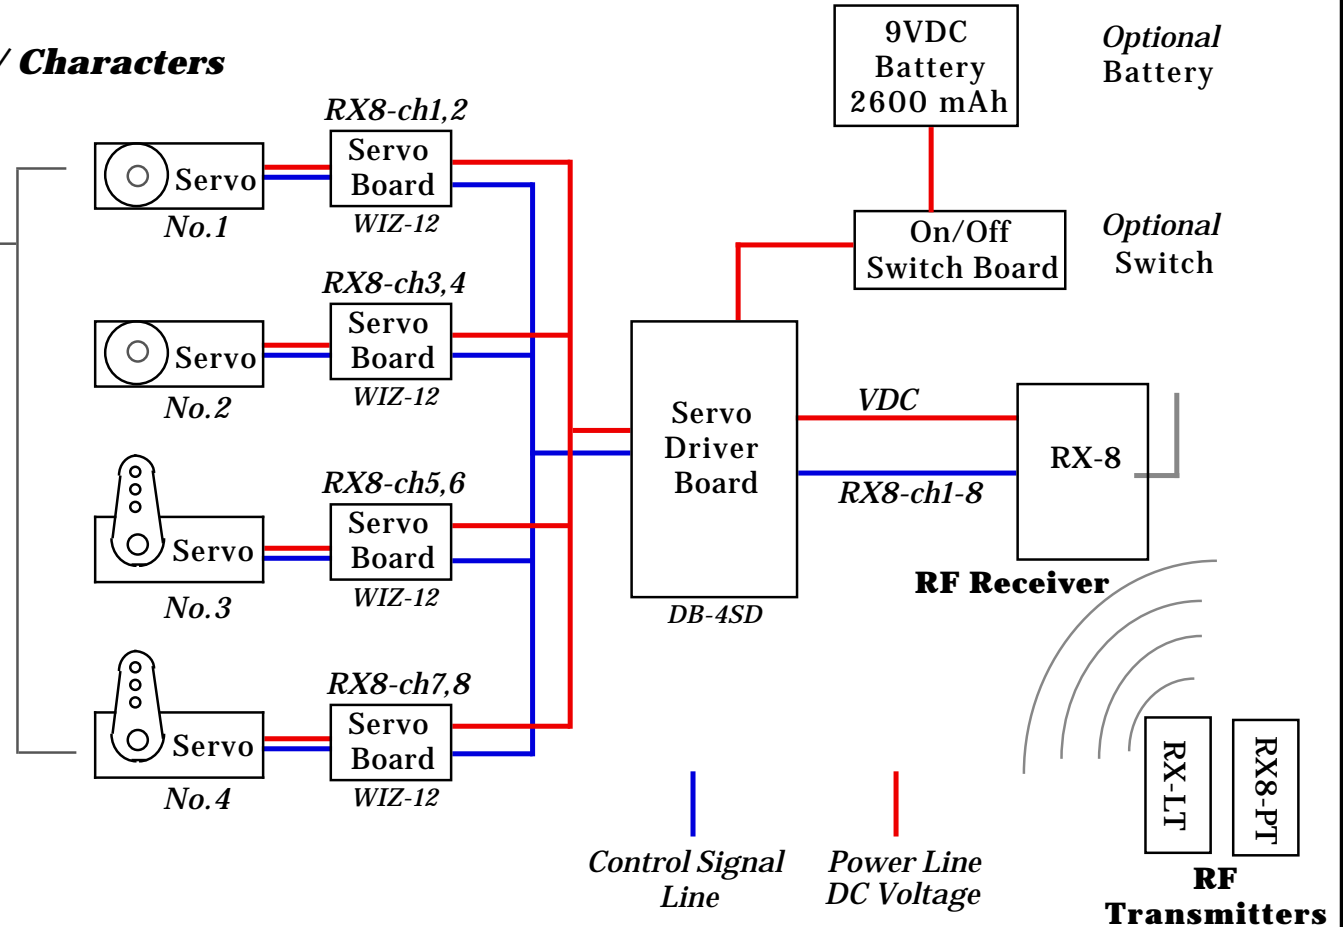 / Characters
9VDC
Battery
2600 mAh
Optional
Battery
On/Off
Switch Board
Optional
Switch
RX8-ch1,2
Servo
Servo
Board
No.1
WIZ-12
RX8-ch3,4
Servo
Servo
Board
No.2
WIZ-12
RX8-ch5,6
Servo
Servo
Board
No.3
WIZ-12
RX8-ch7,8
Servo
Servo
Board
No.4
WIZ-12
Servo
Driver
Board
DB-4SD
VDC
RX8-ch1-8
RX-8
RF Receiver
RX-LT
RX8-PT
RF
Transmitters
Control Signal
Line
Power Line
DC Voltage